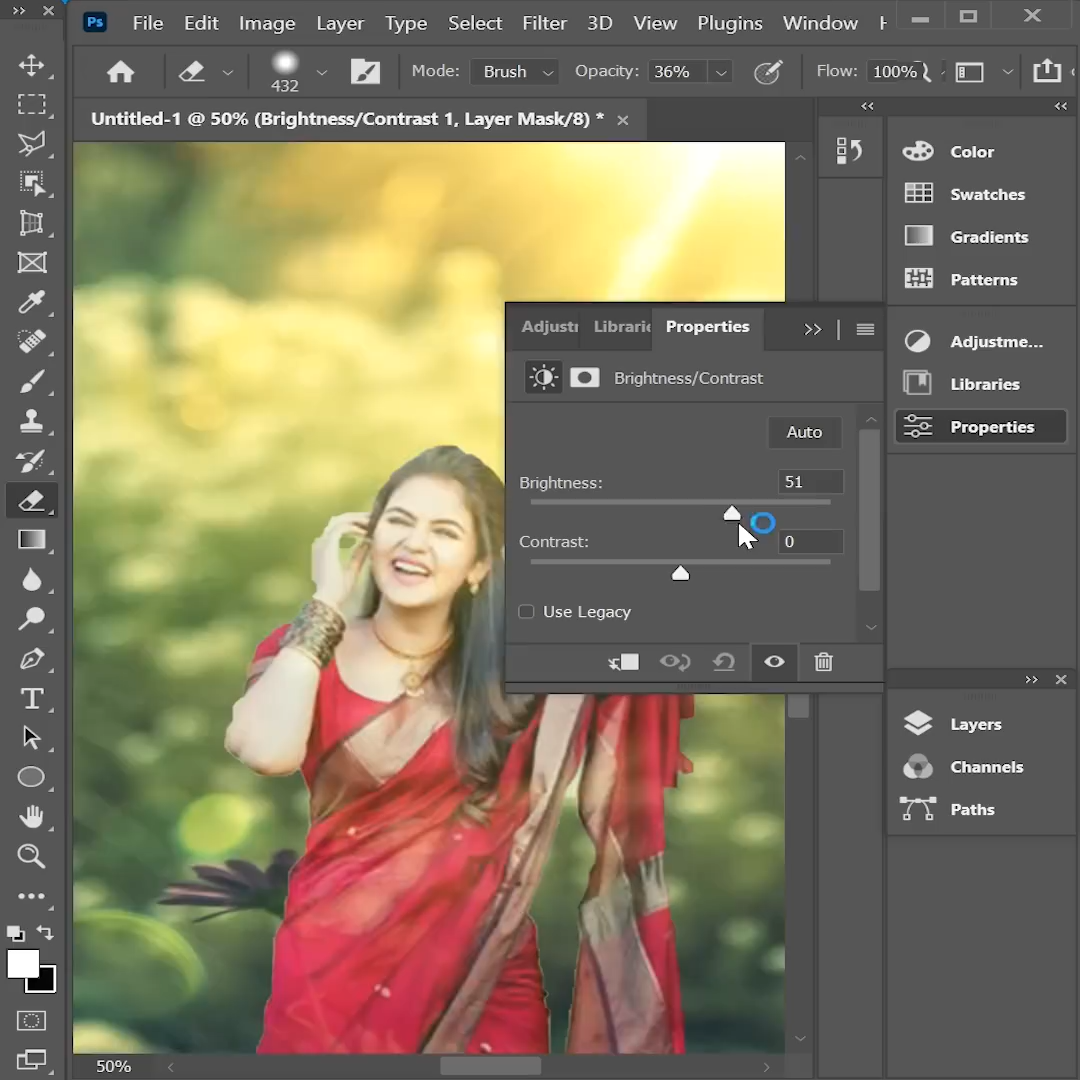 Ps File Edit Image Layer Type Select Filter 3D View Plugins Window
432 Mode: Brush Opacity: 36% Flow: 100%
Untitled-1 @ 50% (Brightness/Contrast 1, Layer Mask/8) *
Color
Swatches
Gradients
Patterns
Adjustme...
Libraries
Properties
Adjustr Librarie Properties
Brightness/Contrast
Auto
Brightness: 51
Contrast: 0
Use Legacy
T
Layers
Channels
Paths
50%